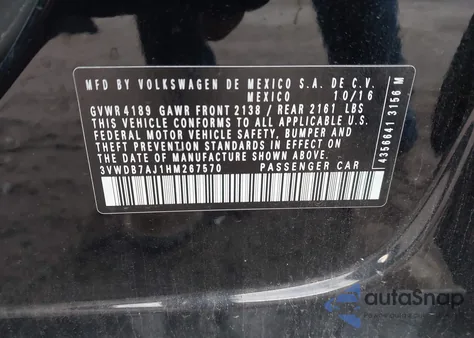 MFD BY VOLKSWAGEN DE MEXICO S.A. DE C.V.
MEXICO 10/16
GVWR 4189 GAWR FRONT 2138 / REAR 2161 LBS
THIS VEHICLE CONFORMS TO ALL APPLICABLE U.S.
FEDERAL MOTOR VEHICLE SAFETY, BUMPER AND
THEFT PREVENTION STANDARDS IN EFFECT ON
THE DATE OF MANUFACTURE SHOWN ABOVE.
3VWDB7AJ1HM267570 PASSENGER CAR
4356641 3156 M
autoSnap